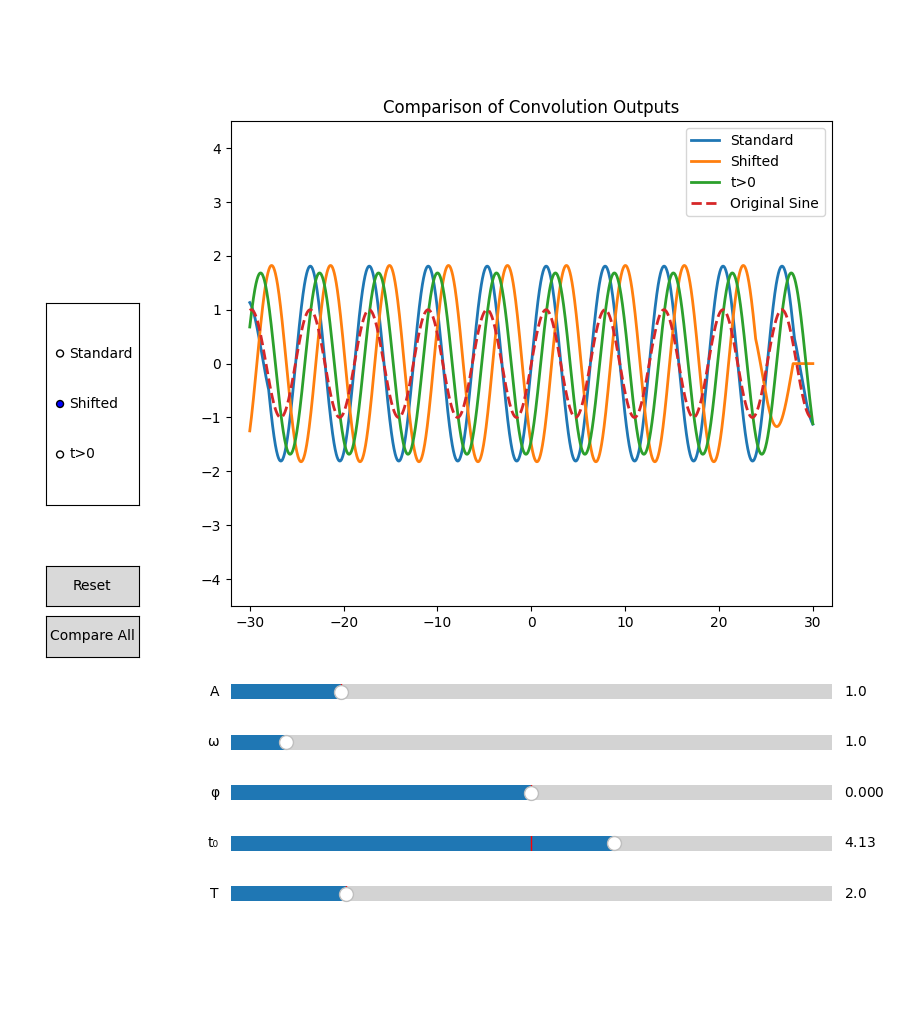 Comparison of Convolution Outputs
Standard
Shifted
t>0
Original Sine
4
3
2
1
0
−1
−2
−3
−4
−30
−20
−10
0
10
20
30
Standard
Shifted
t>0
Reset
Compare All
A 1.0
ω 1.0
φ 0.000
t₀ 4.13
T 2.0